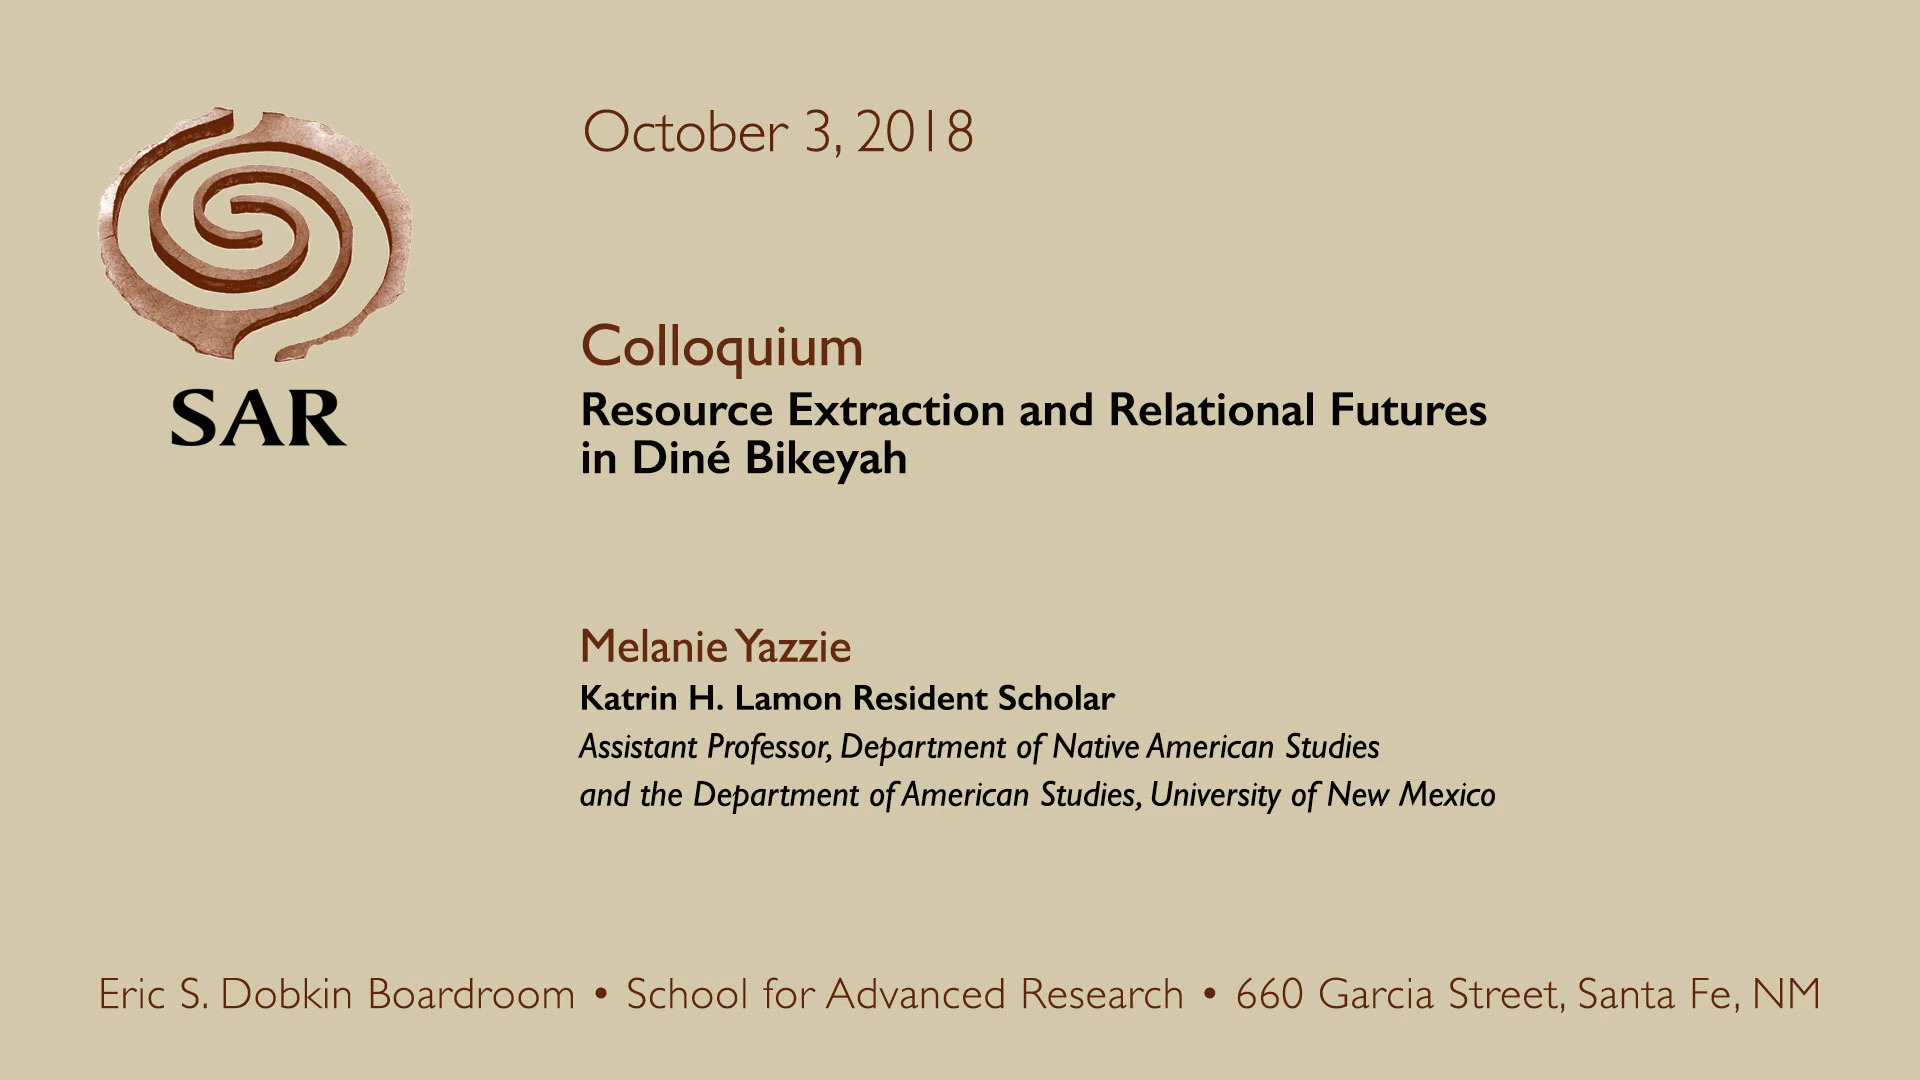 October 3, 2018
SAR
Colloquium
Resource Extraction and Relational Futures
in Diné Bikeyah
Melanie Yazzie
Katrin H. Lamon Resident Scholar
Assistant Professor, Department of Native American Studies
and the Department of American Studies, University of New Mexico
Eric S. Dobkin Boardroom • School for Advanced Research • 660 Garcia Street, Santa Fe, NM